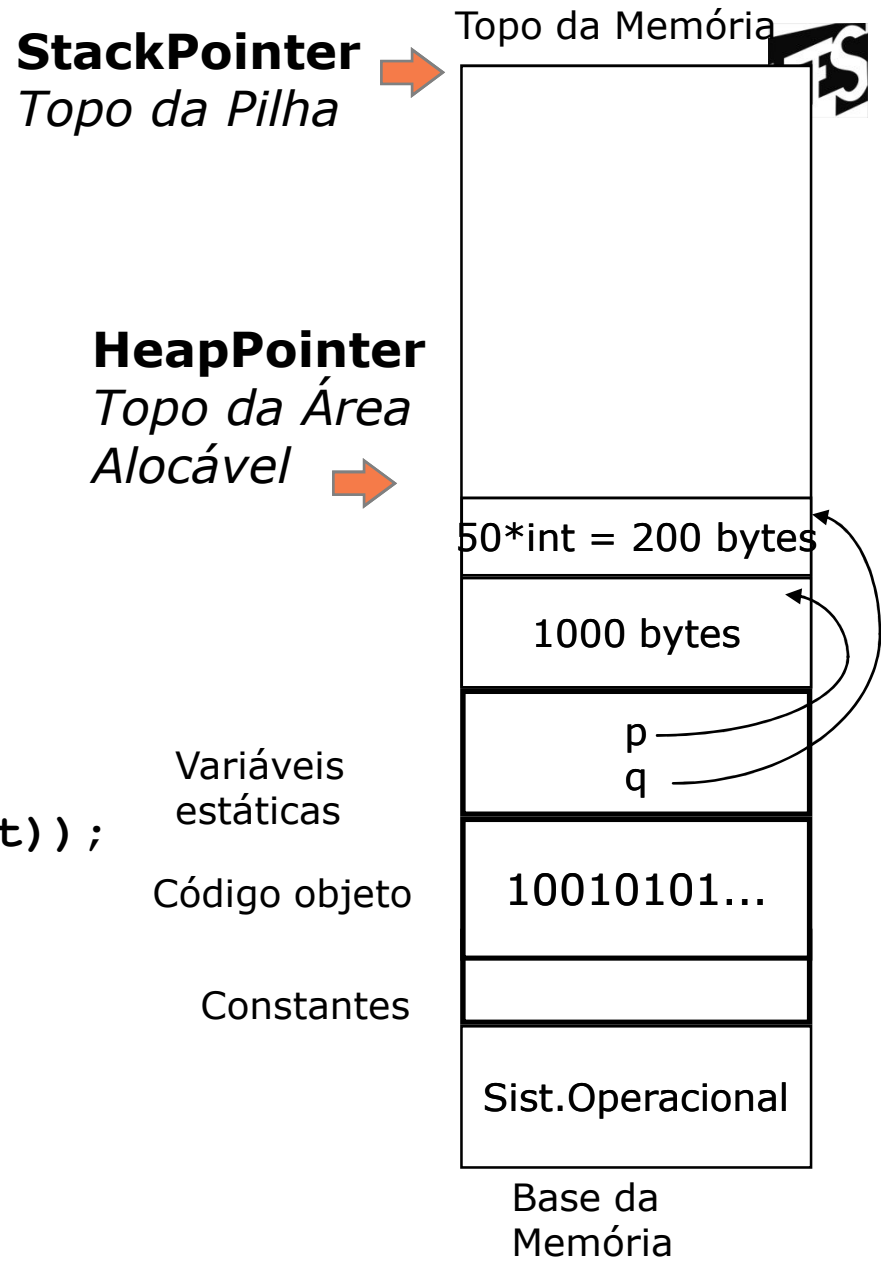 Topo da Memória
StackPointer
Topo da Pilha
HeapPointer
Topo da Área
Alocável
50*int = 200 bytes
1000 bytes
p
q
Variáveis
estáticas
t));
Código objeto
10010101...
Constantes
Sist.Operacional
Base da
Memória